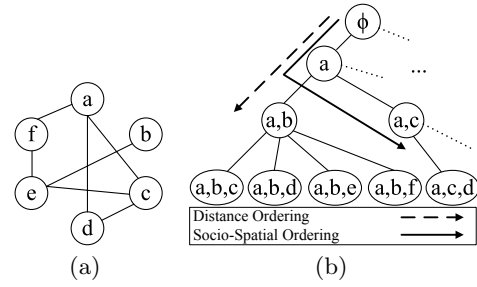 a
f
b
e
c
d
(a)
ϕ
a
...
a,b
a,c
a,b,c a,b,d a,b,e a,b,f a,c,d
Distance Ordering
Socio-Spatial Ordering
(b)